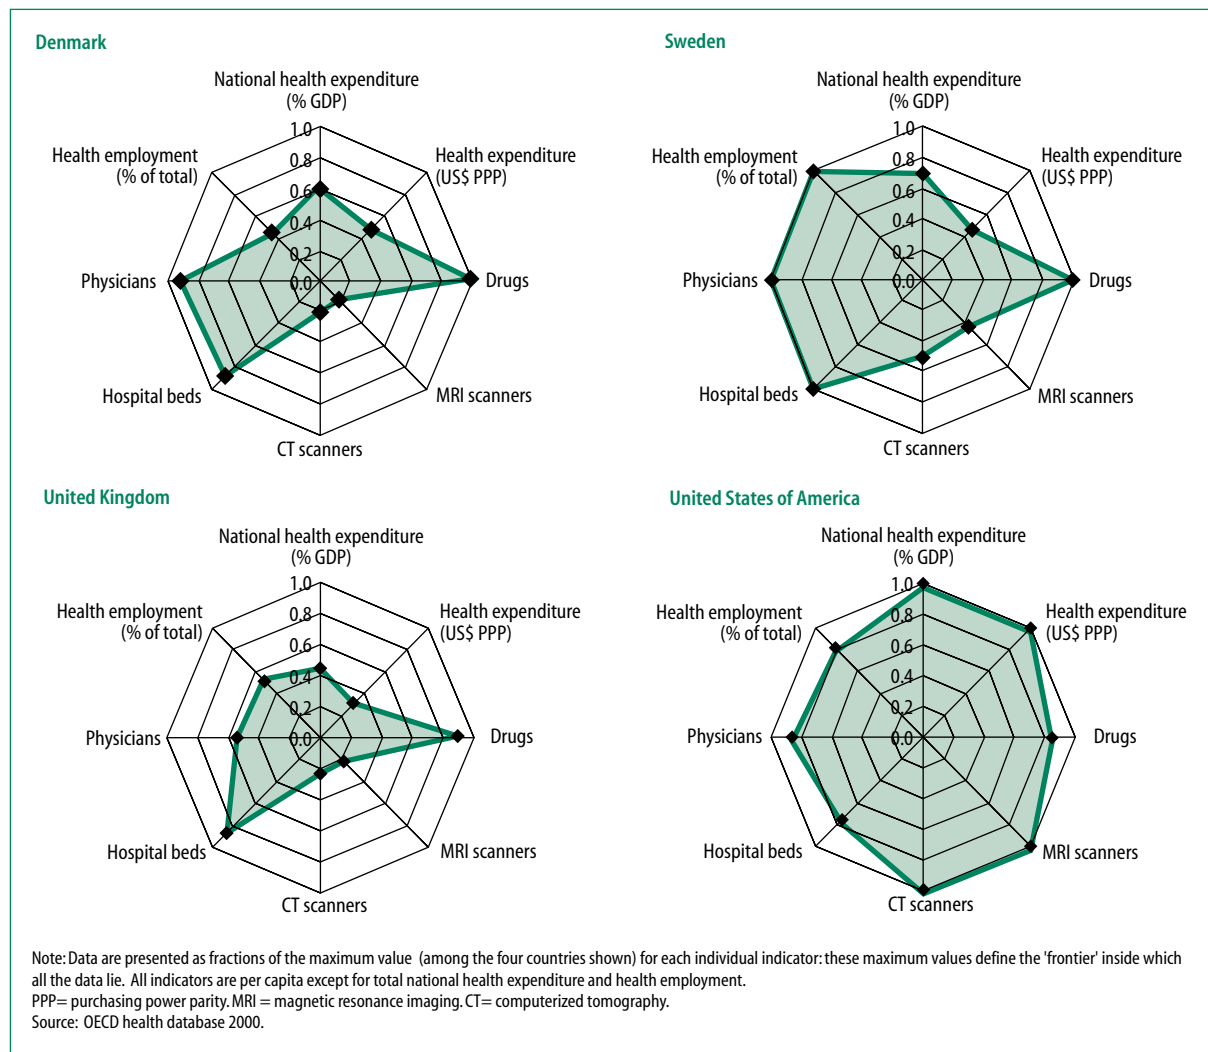 Denmark
National health expenditure
(% GDP)
Health employment
(% of total)
Health expenditure
(US$ PPP)
1.0
0.8
0.6
0.4
0.2
0.0
Physicians
Drugs
Hospital beds
MRI scanners
CT scanners
Sweden
National health expenditure
(% GDP)
Health employment
(% of total)
Health expenditure
(US$ PPP)
1.0
0.8
0.6
0.4
0.2
0.0
Physicians
Drugs
Hospital beds
MRI scanners
CT scanners
United Kingdom
National health expenditure
(% GDP)
Health employment
(% of total)
Health expenditure
(US$ PPP)
1.0
0.8
0.6
0.4
0.2
0.0
Physicians
Drugs
Hospital beds
MRI scanners
CT scanners
United States of America
National health expenditure
(% GDP)
Health employment
(% of total)
Health expenditure
(US$ PPP)
1.0
0.8
0.6
0.4
0.2
0.0
Physicians
Drugs
Hospital beds
MRI scanners
CT scanners
Note: Data are presented as fractions of the maximum value (among the four countries shown) for each individual indicator: these maximum values define the 'frontier' inside which
all the data lie. All indicators are per capita except for total national health expenditure and health employment.
PPP= purchasing power parity. MRI = magnetic resonance imaging. CT= computerized tomography.
Source: OECD health database 2000.